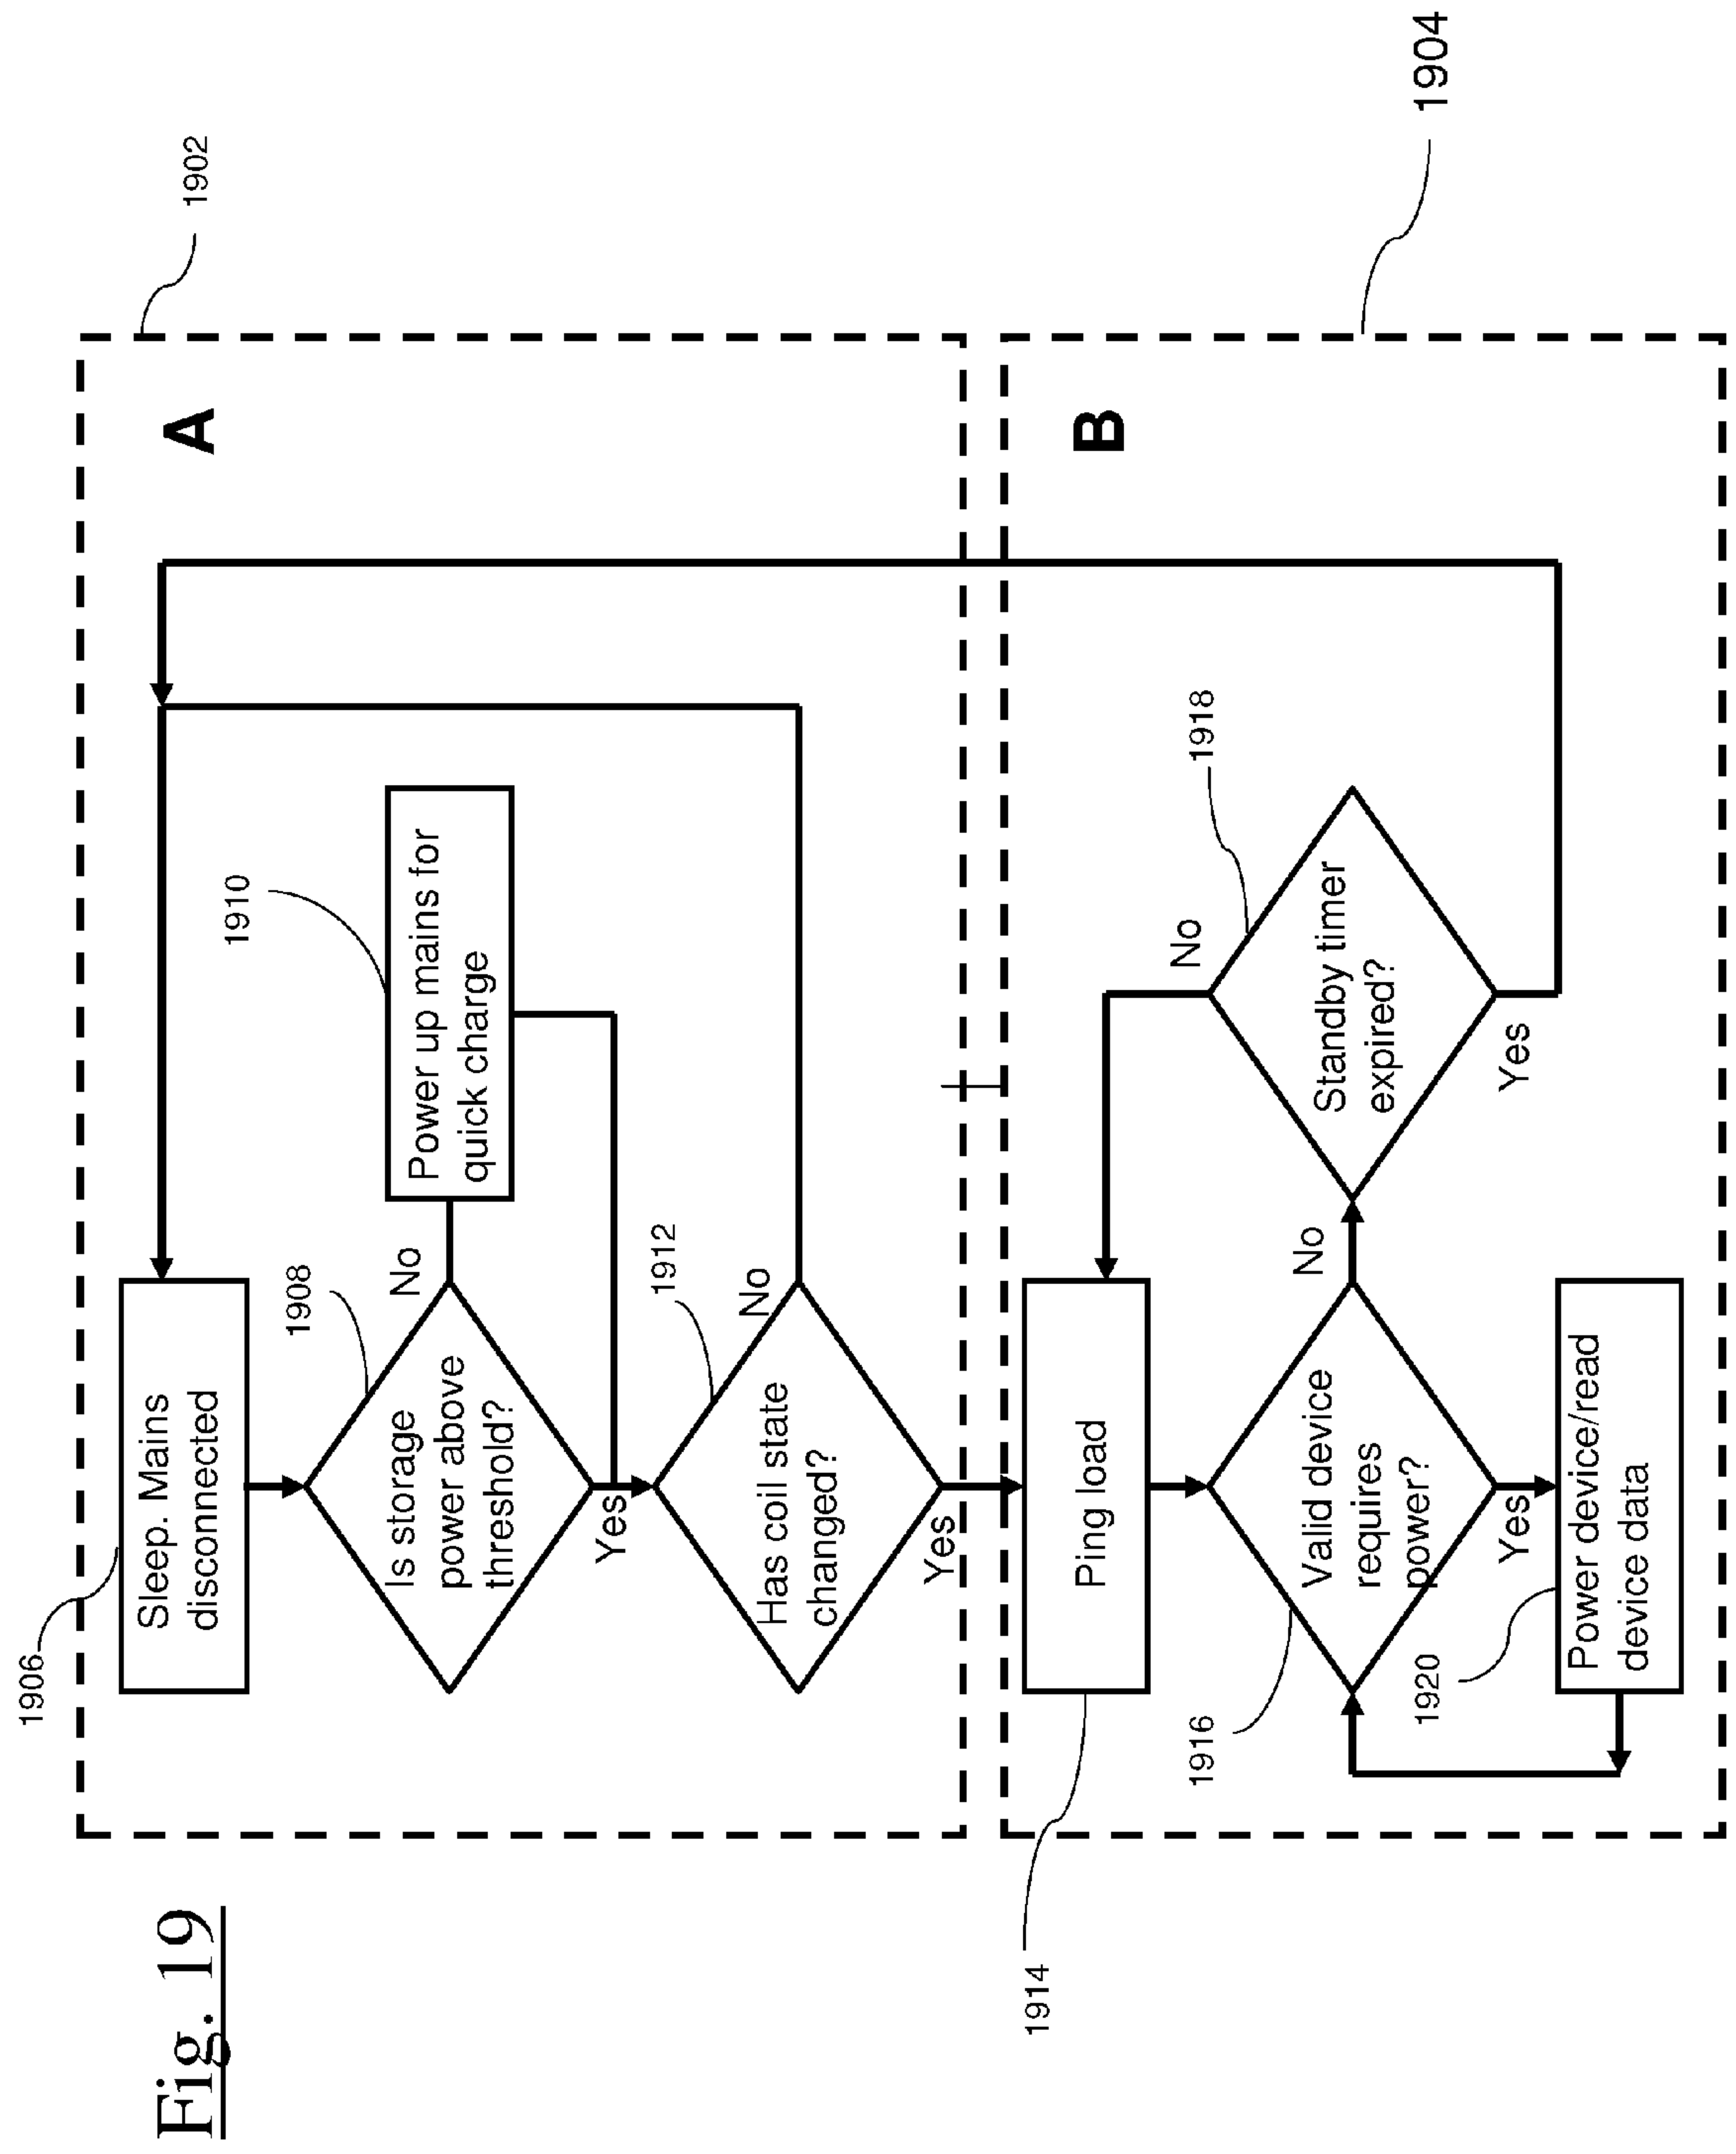 Fig. 19
1902
1904
A
1906
Sleep. Mains
disconnected
1908
Is storage
power above
threshold?
No
Yes
1910
Power up mains for
quick charge
1912
Has coil state
changed?
No
Yes
B
1914
Ping load
1916
Valid device
requires
power?
No
Yes
1918
Standby timer
expired?
No
Yes
1920
Power device/read
device data